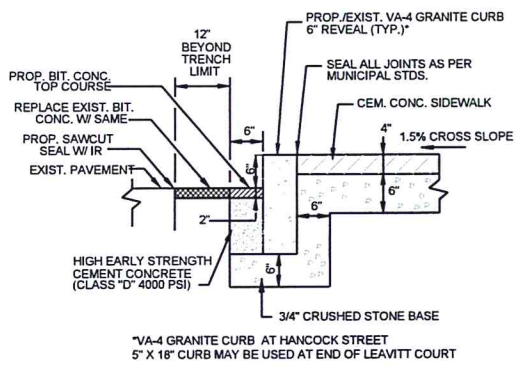 PROP./EXIST. VA-4 GRANITE CURB
6" REVEAL (TYP.)*
12"
BEYOND
TRENCH
LIMIT
SEAL ALL JOINTS AS PER
MUNICIPAL STDS.
PROP. BIT. CONC.
TOP COURSE
CEM. CONC. SIDEWALK
REPLACE EXIST. BIT.
CONC. W/ SAME
6"
4"
1.5% CROSS SLOPE
PROP. SAWCUT
SEAL W/ IR
EXIST. PAVEMENT
6"
6"
2"
6"
HIGH EARLY STRENGTH
CEMENT CONCRETE
(CLASS "D" 4000 PSI)
6"
3/4" CRUSHED STONE BASE
*VA-4 GRANITE CURB AT HANCOCK STREET
5" X 18" CURB MAY BE USED AT END OF LEAVITT COURT